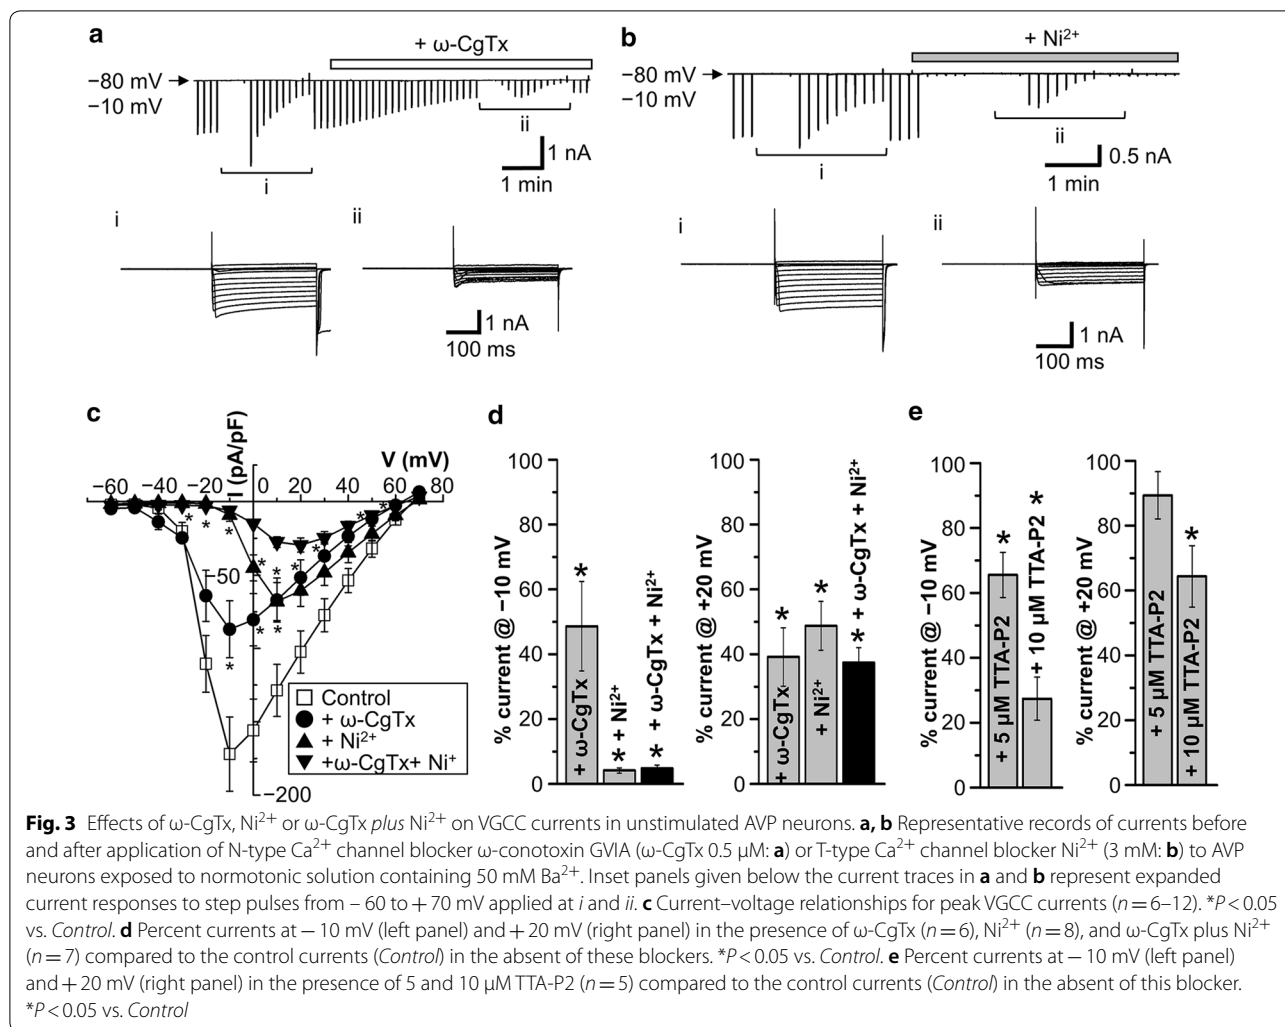 a
+ ω-CgTx
−80 mV
−10 mV
i
ii
1 nA
1 min
b
+ Ni²⁺
−80 mV
−10 mV
i
ii
0.5 nA
1 min
i
ii
1 nA
100 ms
i
ii
1 nA
100 ms
c
I (pA/pF)
V (mV)
−60 −40 −20 0 20 40 60 80
−50
−200
* * * * * * * * * * * * *
Control
+ ω-CgTx
+ Ni²⁺
+ω-CgTx+ Ni⁺
d
% current @ −10 mV
100
80
60
40
20
0
+ ω-CgTx
*
+ Ni²⁺
*
+ ω-CgTx + Ni²⁺
*
% current @ +20 mV
100
80
60
40
20
0
+ ω-CgTx
*
+ Ni²⁺
*
+ ω-CgTx + Ni²⁺
*
e
% current @ −10 mV
100
80
60
40
20
0
+ 5 µM TTA-P2
*
+ 10 µM TTA-P2
*
% current @ +20 mV
100
80
60
40
20
0
+ 5 µM TTA-P2
+ 10 µM TTA-P2
*
Fig. 3 Effects of ω-CgTx, Ni²⁺ or ω-CgTx plus Ni²⁺ on VGCC currents in unstimulated AVP neurons. a, b Representative records of currents before
and after application of N-type Ca²⁺ channel blocker ω-conotoxin GVIA (ω-CgTx 0.5 µM: a) or T-type Ca²⁺ channel blocker Ni²⁺ (3 mM: b) to AVP
neurons exposed to normotonic solution containing 50 mM Ba²⁺. Inset panels given below the current traces in a and b represent expanded
current responses to step pulses from – 60 to + 70 mV applied at i and ii. c Current–voltage relationships for peak VGCC currents (n = 6–12). *P < 0.05
vs. Control. d Percent currents at − 10 mV (left panel) and + 20 mV (right panel) in the presence of ω-CgTx (n = 6), Ni²⁺ (n = 8), and ω-CgTx plus Ni²⁺
(n = 7) compared to the control currents (Control) in the absent of these blockers. *P < 0.05 vs. Control. e Percent currents at − 10 mV (left panel)
and + 20 mV (right panel) in the presence of 5 and 10 µM TTA-P2 (n = 5) compared to the control currents (Control) in the absent of this blocker.
*P < 0.05 vs. Control